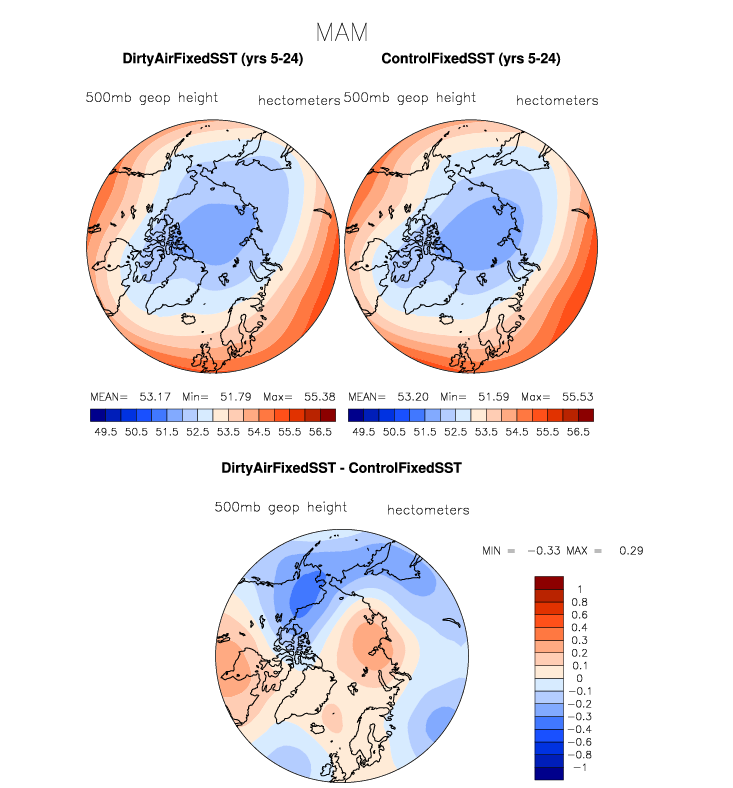 MAM
DirtyAirFixedSST (yrs 5-24) ControlFixedSST (yrs 5-24)
500mb geop height hectometers 500mb geop height hectometers
MEAN= 53.17 Min= 51.79 Max= 55.38 MEAN= 53.20 Min= 51.59 Max= 55.53
49.5 50.5 51.5 52.5 53.5 54.5 55.5 56.5 49.5 50.5 51.5 52.5 53.5 54.5 55.5 56.5
DirtyAirFixedSST - ControlFixedSST
500mb geop height hectometers
MIN = -0.33 MAX = 0.29
1
0.8
0.6
0.4
0.3
0.2
0.1
0
-0.1
-0.2
-0.3
-0.4
-0.6
-0.8
-1